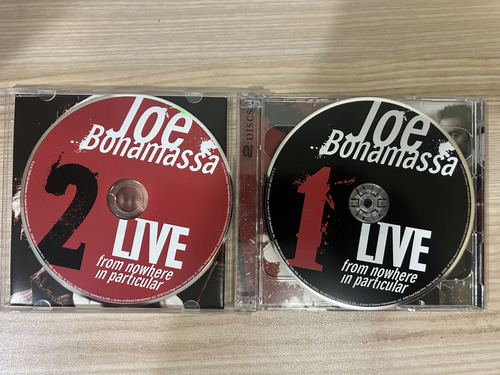 Joe
Bonamassa
2
LIVE
from nowhere
in particular
2 DISCS
Joe
Bonamassa
1
LIVE
from nowhere
in particular